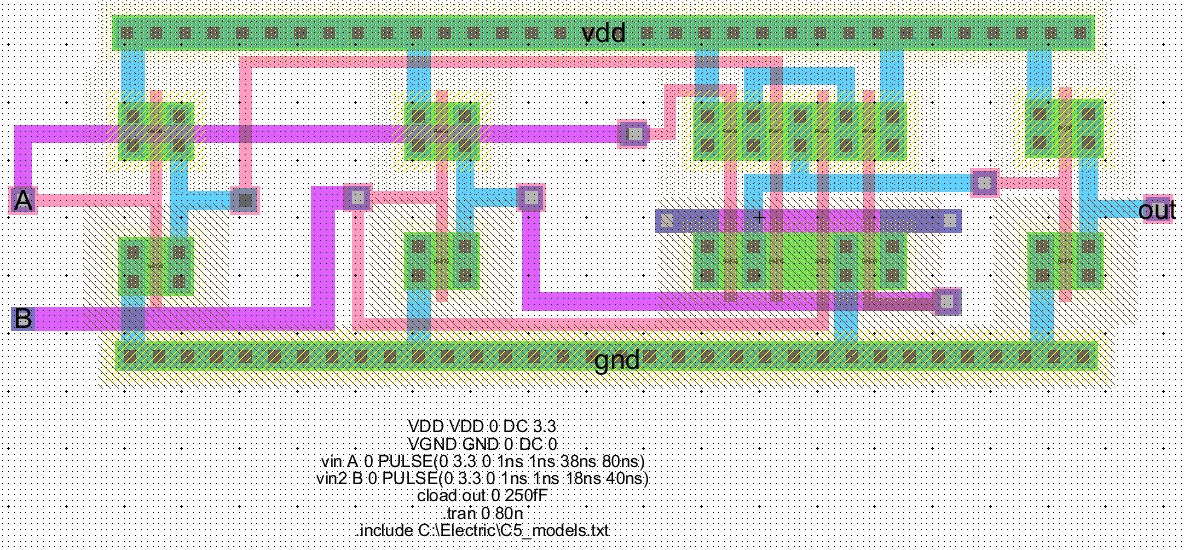 vdd
A
out
B
gnd
VDD VDD 0 DC 3.3
VGND GND 0 DC 0
vin A 0 PULSE(0 3.3 0 1ns 1ns 38ns 80ns)
vin2 B 0 PULSE(0 3.3 0 1ns 1ns 18ns 40ns)
cload out 0 250fF
.tran 0 80n
.include C:\Electric\C5_models.txt